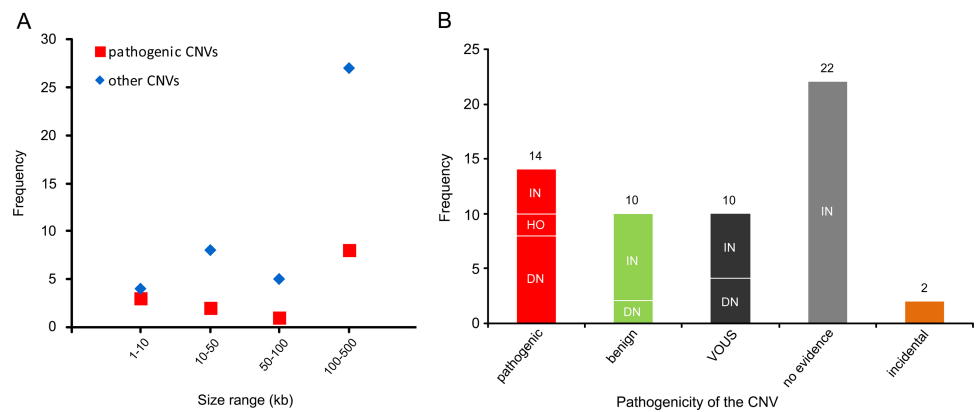 A
30
25
20
15
10
5
0
Frequency
pathogenic CNVs
other CNVs
1-10
10-50
50-100
100-500
Size range (kb)
B
25
20
15
10
5
0
Frequency
14
IN
HO
DN
10
IN
DN
10
IN
DN
22
IN
2
pathogenic
benign
VOUS
no evidence
incidental
Pathogenicity of the CNV